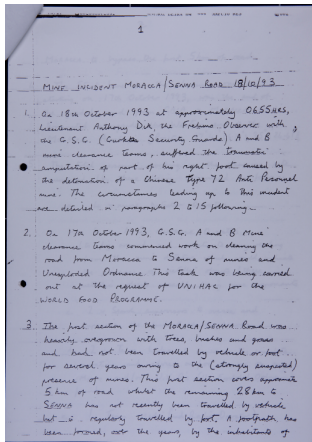 1
MINE INCIDENT MORACCA/SENNA ROAD 18/10/93
1. On 18th October 1993 at approximately 0655HRS,
Lieutenant Anthony Dik, the Frelimo Observer with
the G.S.G. (Gurkha Security Guards) A and B
mine clearance teams, suffered the traumatic
amputation of part of his right foot caused by
the detonation of a Chinese Type 72 Anti Personnel
mine. The circumstances leading up to this incident
are detailed in paragraphs 2 to 15 following.
2. On 17th October 1993, G.S.G. A and B Mine
clearance teams commenced work on clearing the
road from Moracca to Senna of mines and
Unexploded Ordnance. This task was being carried
out at the request of UNIHAC for the
WORLD FOOD PROGRAMME.
3. The first section of the MORACCA/SENNA Road was
heavily overgrown with trees, bushes and grass
and had not been travelled by vehicle or foot
for several years owing to the (strongly suspected)
presence of mines. This first section covers approximate
5 km of road whilst the remaining 28 km to
SENNA has not recently been travelled by vehicle,
but is regularly travelled by foot. A footpath has
been formed, over the years, by the inhabitants of